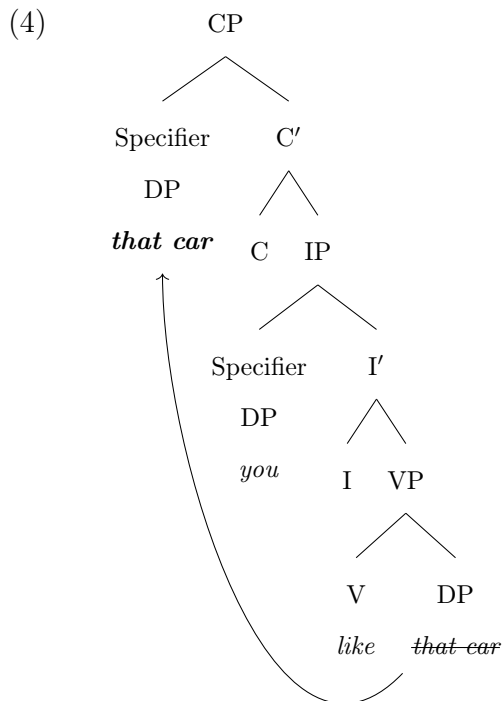 (4) CP
Specifier C′
DP
that car C IP
Specifier I′
DP
you I VP
V DP
like that car